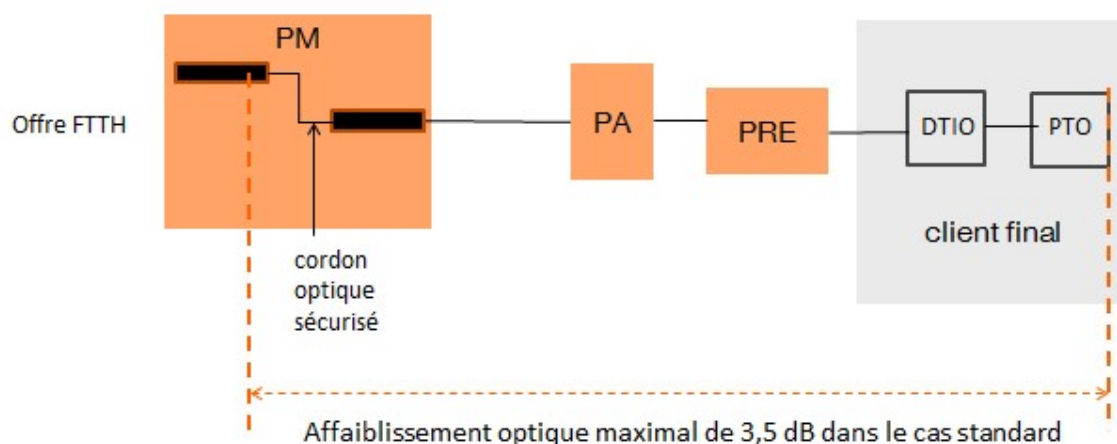 PM
Offre FTTH
PA
PRE
DTIO
PTO
client final
cordon
optique
sécurisé
Affaiblissement optique maximal de 3,5 dB dans le cas standard